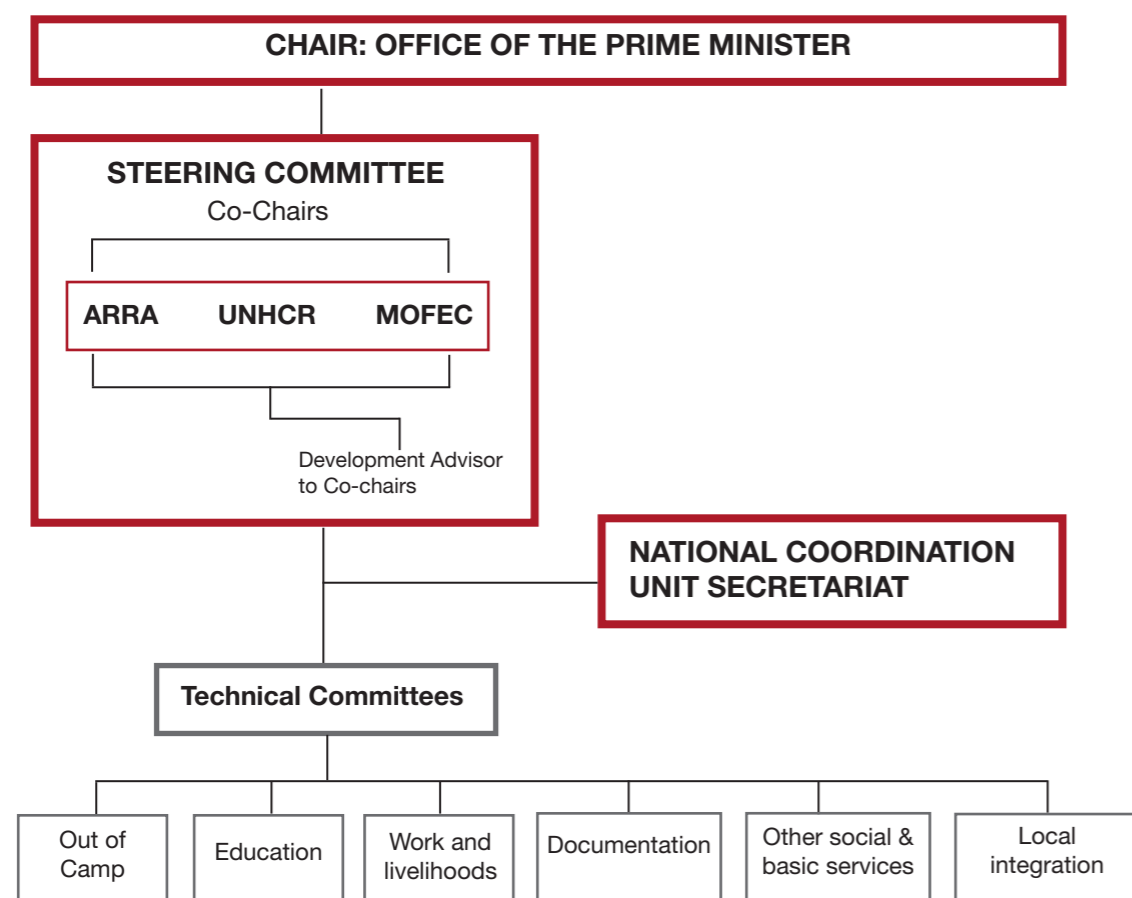 CHAIR: OFFICE OF THE PRIME MINISTER
STEERING COMMITTEE
Co-Chairs
ARRA UNHCR MOFEC
Development Advisor
to Co-chairs
NATIONAL COORDINATION
UNIT SECRETARIAT
Technical Committees
Out of
Camp
Education
Work and
livelihoods
Documentation
Other social &
basic services
Local
integration